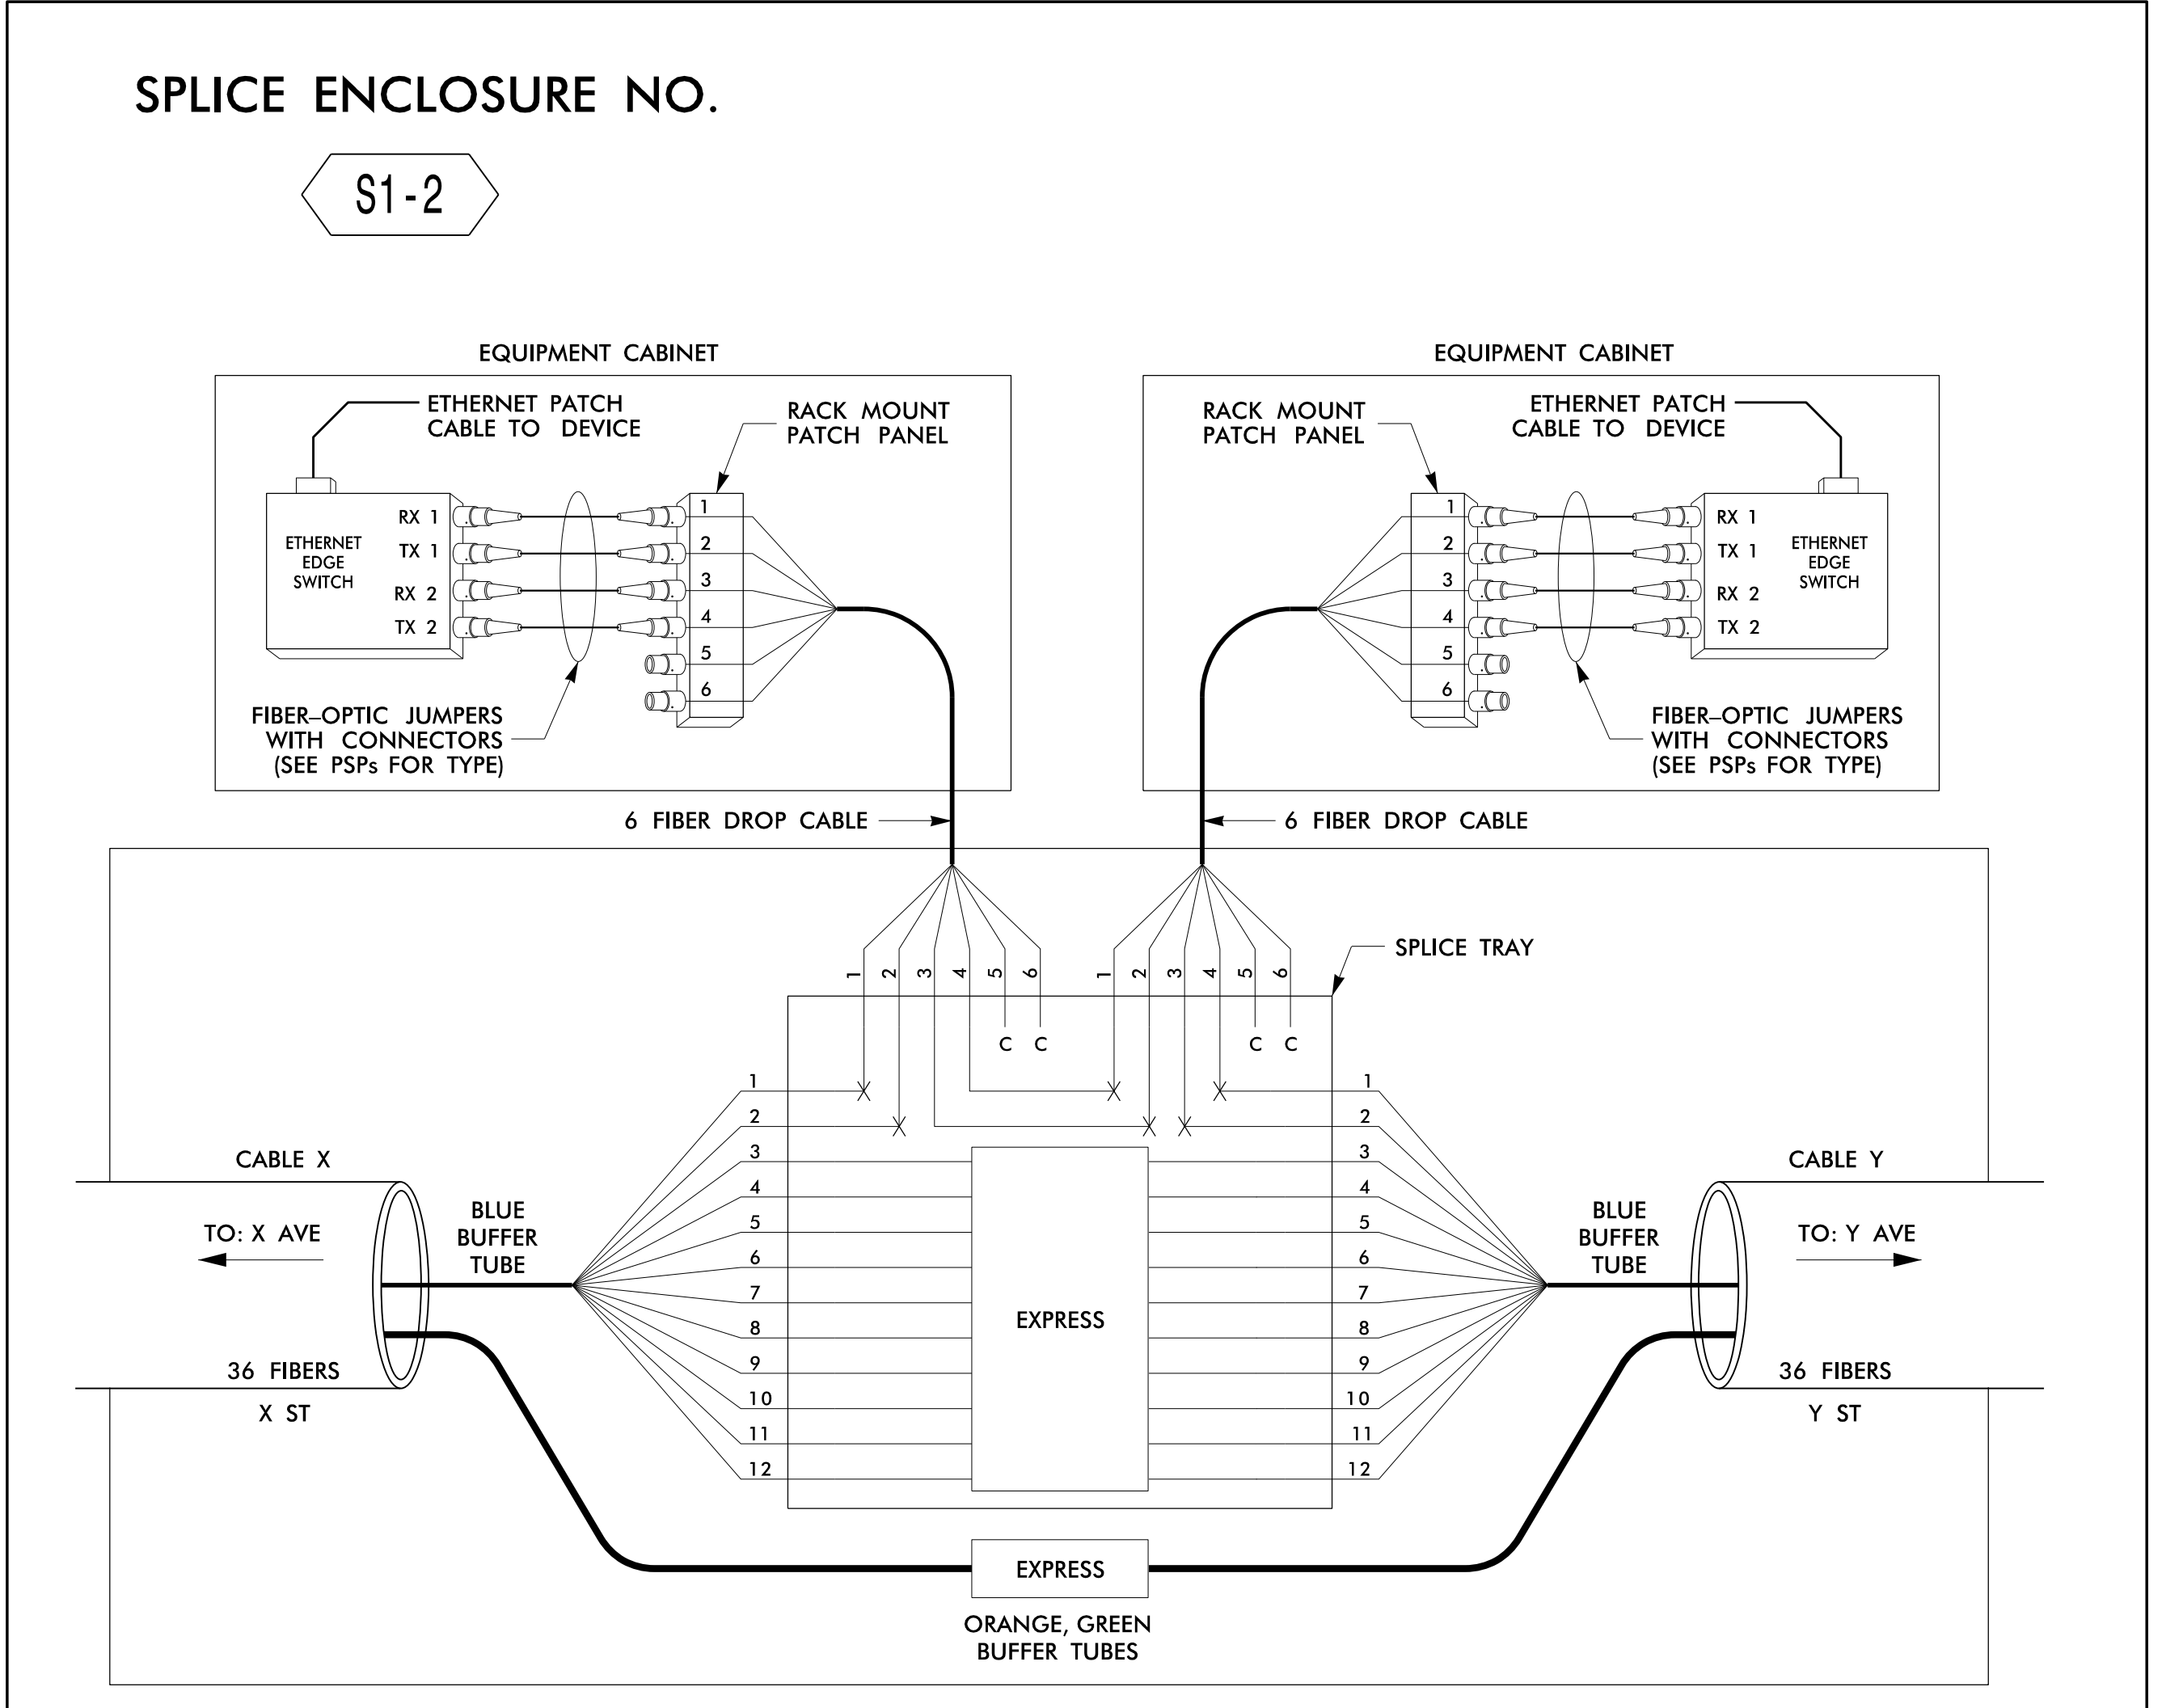 SPLICE ENCLOSURE NO.
S1-2
EQUIPMENT CABINET
ETHERNET PATCH
CABLE TO DEVICE
RACK MOUNT
PATCH PANEL
ETHERNET
EDGE
SWITCH
RX 1
TX 1
RX 2
TX 2
1
2
3
4
5
6
FIBER–OPTIC JUMPERS
WITH CONNECTORS
(SEE PSPs FOR TYPE)
EQUIPMENT CABINET
RACK MOUNT
PATCH PANEL
ETHERNET PATCH
CABLE TO DEVICE
1
2
3
4
5
6
RX 1
TX 1
RX 2
TX 2
ETHERNET
EDGE
SWITCH
FIBER–OPTIC JUMPERS
WITH CONNECTORS
(SEE PSPs FOR TYPE)
6 FIBER DROP CABLE
6 FIBER DROP CABLE
SPLICE TRAY
1 2 3 4 5 6
1 2 3 4 5 6
C C
C C
CABLE X
TO: X AVE
36 FIBERS
X ST
BLUE
BUFFER
TUBE
1
2
3
4
5
6
7
8
9
10
11
12
EXPRESS
1
2
3
4
5
6
7
8
9
10
11
12
BLUE
BUFFER
TUBE
CABLE Y
TO: Y AVE
36 FIBERS
Y ST
EXPRESS
ORANGE, GREEN
BUFFER TUBES